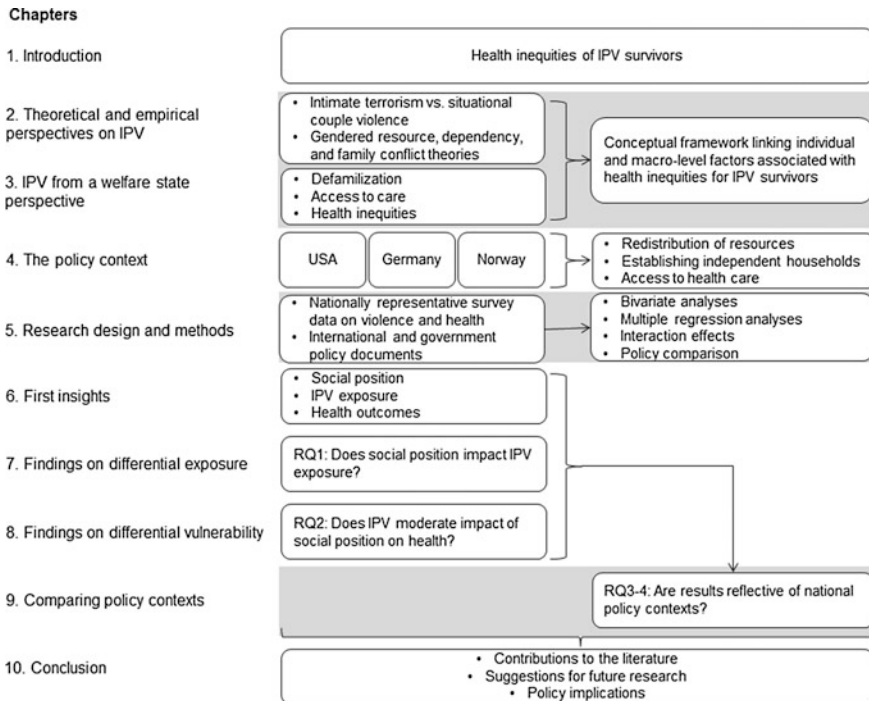 Chapters
1. Introduction
Health inequities of IPV survivors
2. Theoretical and empirical
perspectives on IPV
• Intimate terrorism vs. situational
couple violence
• Gendered resource, dependency,
and family conflict theories
Conceptual framework linking individual
and macro-level factors associated with
health inequities for IPV survivors
3. IPV from a welfare state
perspective
• Defamilization
• Access to care
• Health inequities
4. The policy context
USA
Germany
Norway
• Redistribution of resources
• Establishing independent households
• Access to health care
5. Research design and methods
• Nationally representative survey
data on violence and health
• International and government
policy documents
• Bivariate analyses
• Multiple regression analyses
• Interaction effects
• Policy comparison
6. First insights
• Social position
• IPV exposure
• Health outcomes
7. Findings on differential exposure
RQ1: Does social position impact IPV
exposure?
8. Findings on differential vulnerability
RQ2: Does IPV moderate impact of
social position on health?
9. Comparing policy contexts
RQ3-4: Are results reflective of national
policy contexts?
10. Conclusion
• Contributions to the literature
• Suggestions for future research
• Policy implications